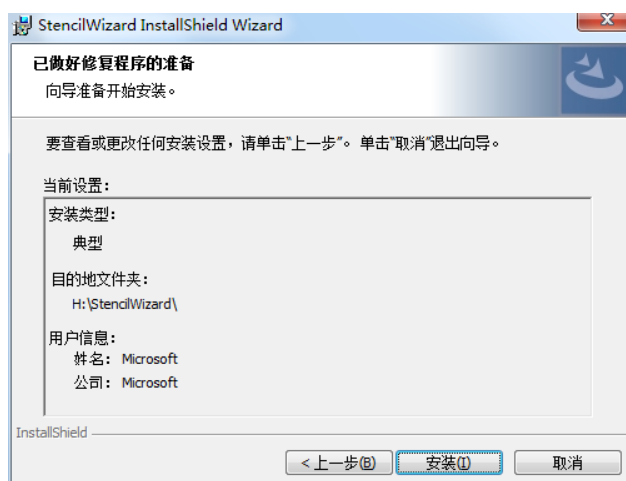 StencilWizard InstallShield Wizard
已做好修复程序的准备
向导准备开始安装。
要查看或更改任何安装设置，请单击“上一步”。单击“取消”退出向导。
当前设置：
安装类型：
典型
目的地文件夹：
H:\StencilWizard\
用户信息：
姓名： Microsoft
公司： Microsoft
InstallShield
<上一步(B) 安装(I) 取消